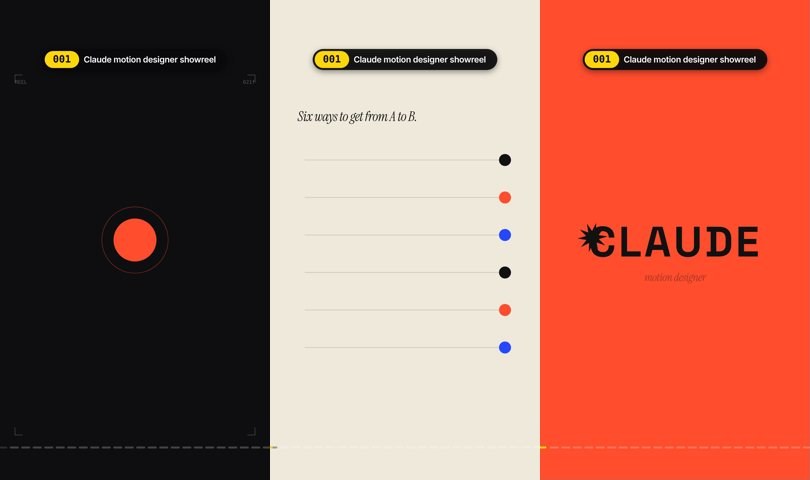 001 Claude motion designer showreel
001 Claude motion designer showreel
Six ways to get from A to B.
001 Claude motion designer showreel
CLAUDE
motion designer